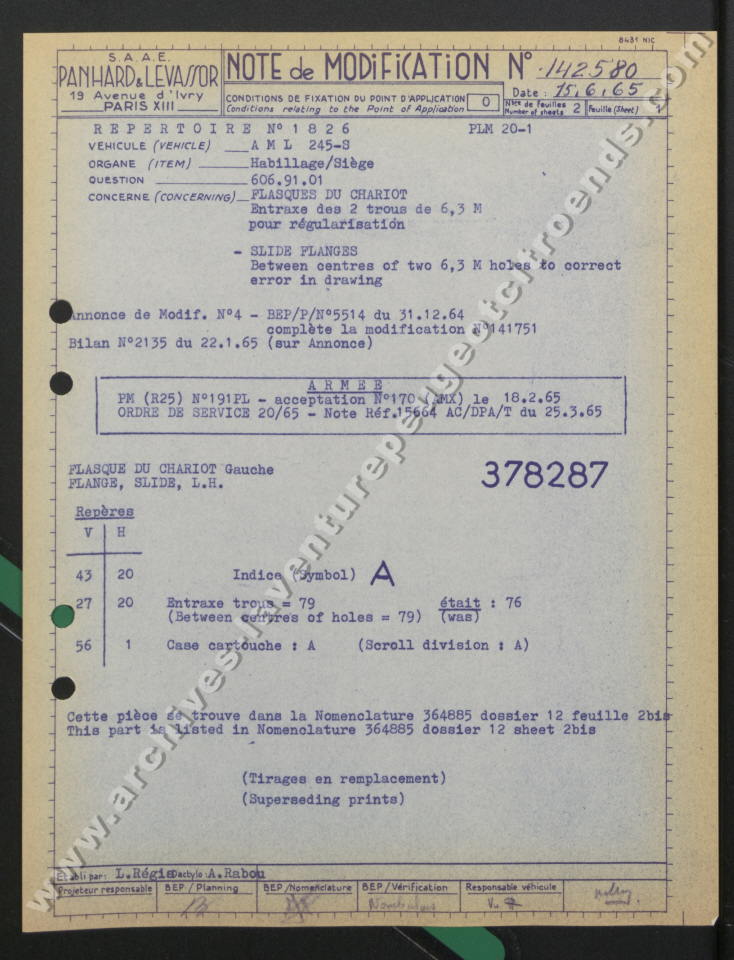 8431 NIC
S.A.A.E.
PANHARD & LEVASSOR
19 Avenue d'Ivry
PARIS XIII
NOTE de MODIFICATION N° 142580
Date : 15.6.65
CONDITIONS DE FIXATION DU POINT D'APPLICATION
Conditions relating to the Point of Application
0
Nbre de feuilles
Number of sheets 2
Feuille (Sheet) 1
REPERTOIRE N° 1826 PLM 20-1
VEHICULE (VEHICLE) AML 245-S
ORGANE (ITEM) Habillage/Siège
QUESTION 606.91.01
CONCERNE (CONCERNING) FLASQUES DU CHARIOT
Entraxe des 2 trous de 6,3 M
pour régularisation
- SLIDE FLANGES
Between centres of two 6,3 M holes to correct
error in drawing
Annonce de Modif. N°4 - BEP/P/N°5514 du 31.12.64
complète la modification N°141751
Bilan N°2135 du 22.1.65 (sur Annonce)
ARMEE
PM (R25) N°191PL - acceptation N°170 (AMX) le 18.2.65
ORDRE DE SERVICE 20/65 - Note Réf.15664 AC/DPA/T du 25.3.65
FLASQUE DU CHARIOT Gauche
FLANGE, SLIDE, L.H.
378287
Repères
V H
43 20 Indice (Symbol) A
27 20 Entraxe trous = 79 était : 76
(Between centres of holes = 79) (was)
56 1 Case cartouche : A (Scroll division : A)
Cette pièce se trouve dans la Nomenclature 364885 dossier 12 feuille 2bis
This part is listed in Nomenclature 364885 dossier 12 sheet 2bis
(Tirages en remplacement)
(Superseding prints)
Etabli par: L.Régis Dactylo: A.Rabou
Projeteur responsable
BEP/Planning
BEP/Nomenclature
BEP/Vérification
Responsable véhicule
Vu
www.archives-laventurepeugeotcitroends.com